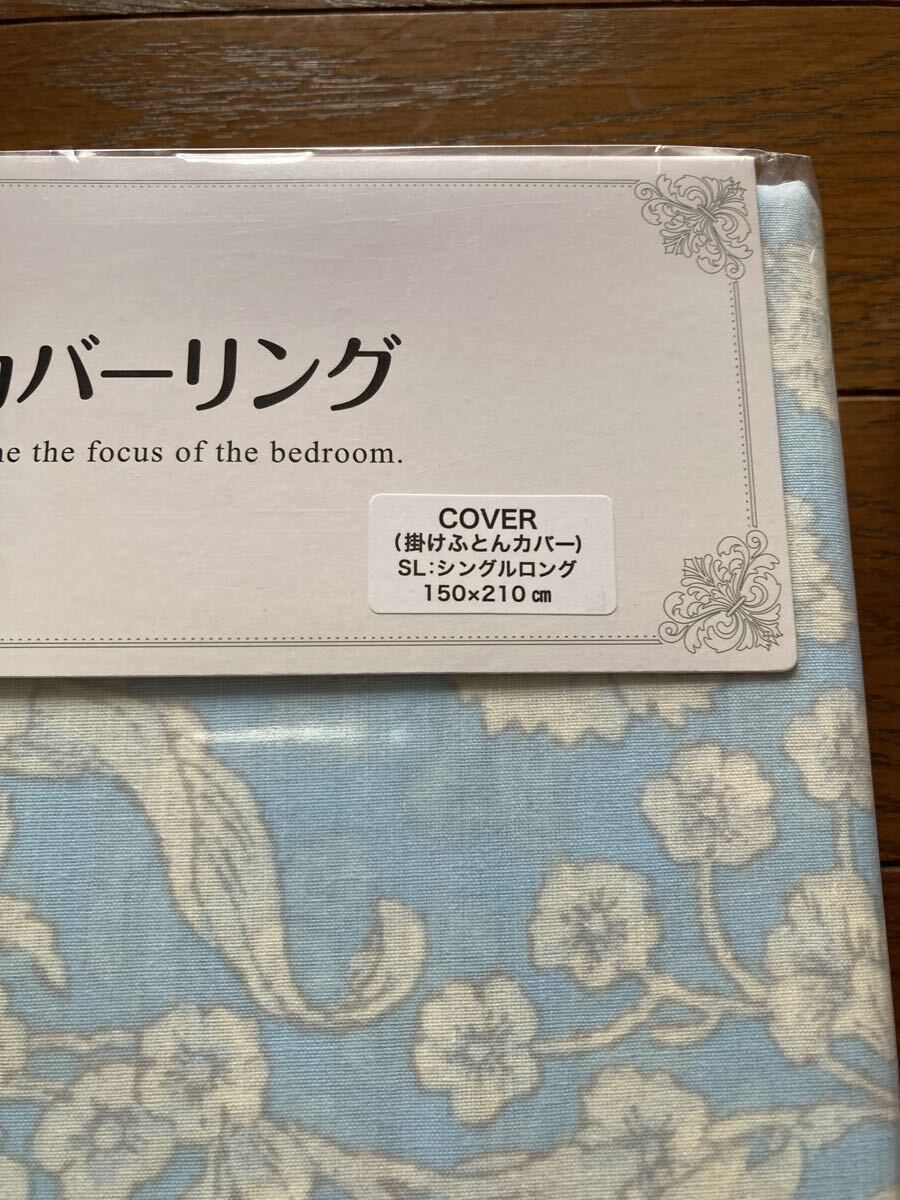 カバーリング
the focus of the bedroom.
COVER
(掛けふとんカバー)
SL:シングルロング
150×210㎝